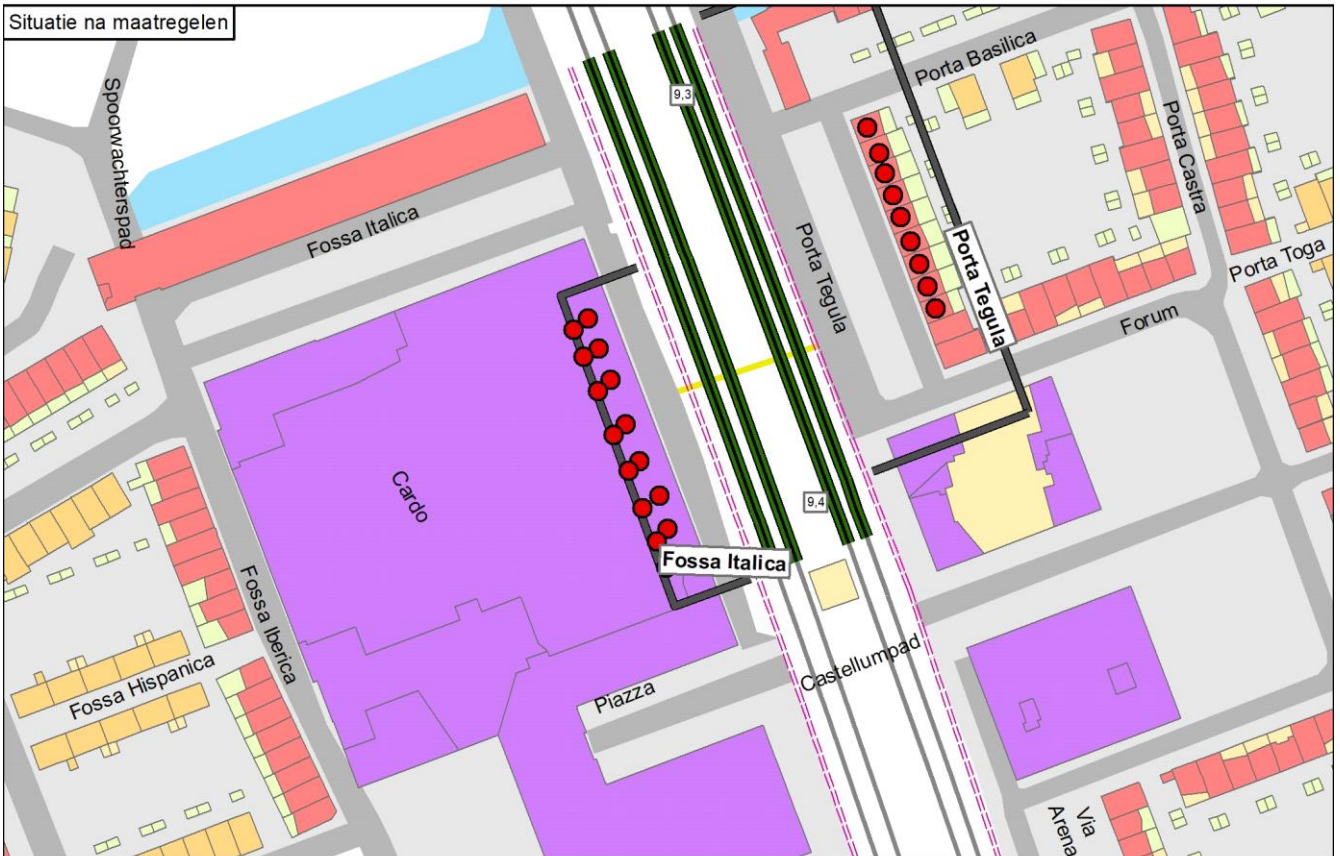 Situatie na maatregelen
Spoorwachterspad
Fossa Italica
9,3
Porta Basilica
Porta Castra
Porta Tegula
Porta Tegula
Porta Toga
Forum
Cardo
9,4
Fossa Italica
Fossa Iberica
Fossa Hispanica
Piazza
Castellumpad
Via
Arena